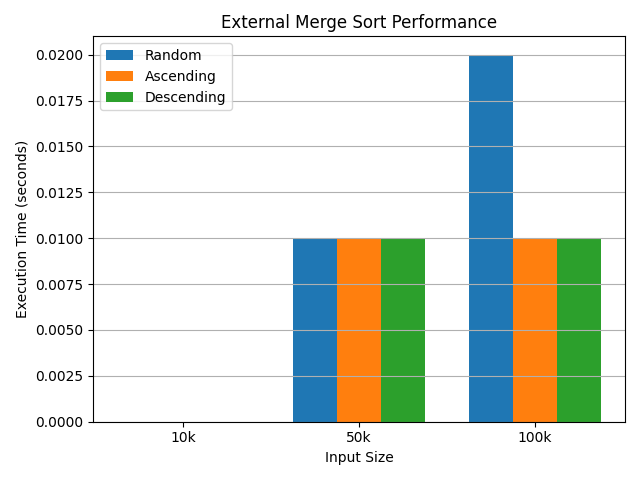 External Merge Sort Performance
Random
Ascending
Descending
Execution Time (seconds)
0.0200
0.0175
0.0150
0.0125
0.0100
0.0075
0.0050
0.0025
0.0000
10k
50k
100k
Input Size